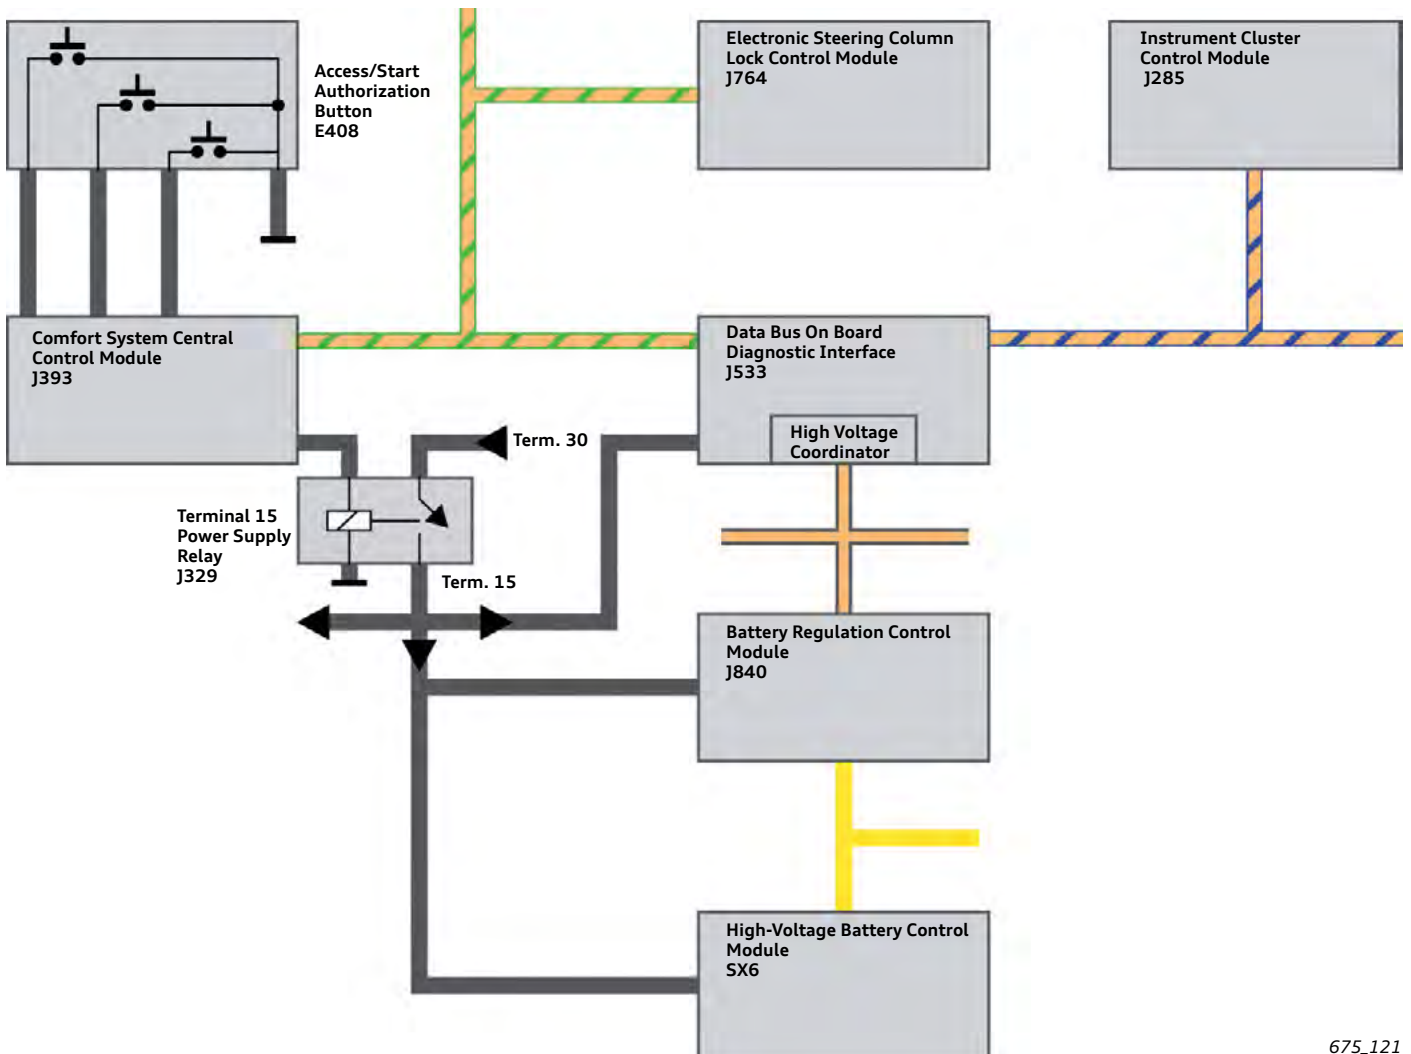 Access/Start
Authorization
Button
E408
Electronic Steering Column
Lock Control Module
J764
Instrument Cluster
Control Module
J285
Comfort System Central
Control Module
J393
Data Bus On Board
Diagnostic Interface
J533
High Voltage
Coordinator
Term. 30
Terminal 15
Power Supply
Relay
J329
Term. 15
Battery Regulation Control
Module
J840
High-Voltage Battery Control
Module
SX6
675_121